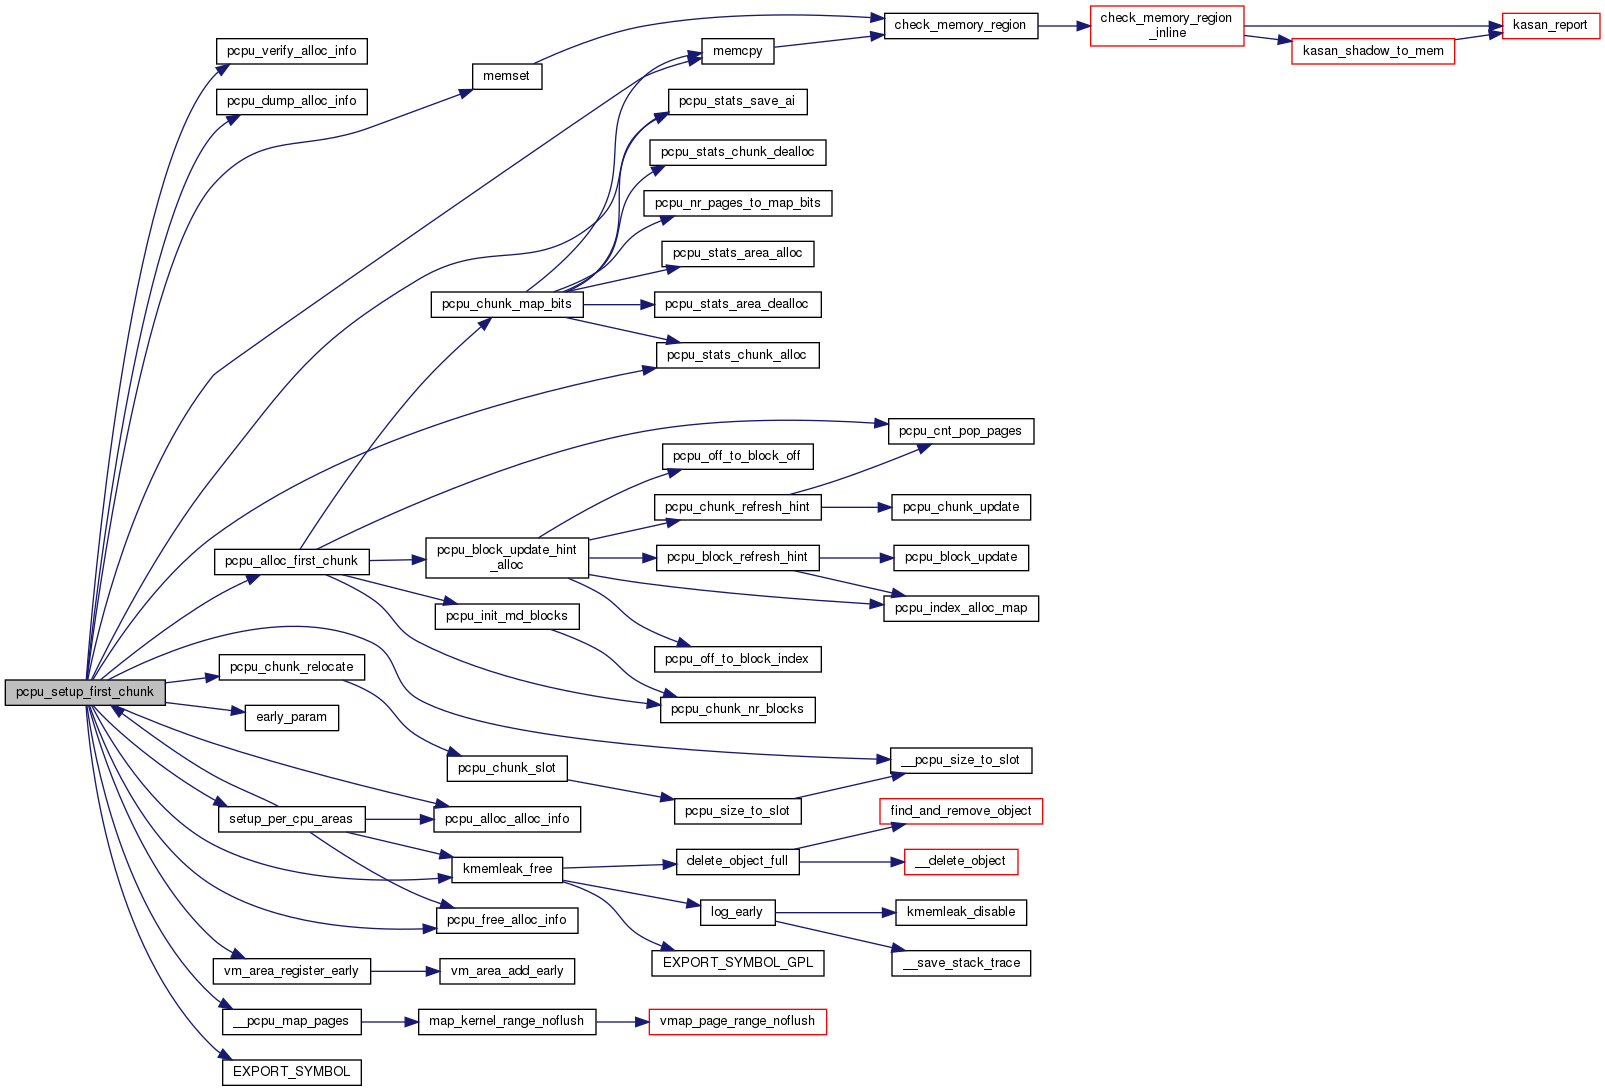 check_memory_region
check_memory_region
_inline
kasan_report
pcpu_verify_alloc_info
memcpy
kasan_shadow_to_mem
memset
pcpu_dump_alloc_info
pcpu_stats_save_ai
pcpu_stats_chunk_dealloc
pcpu_nr_pages_to_map_bits
pcpu_stats_area_alloc
pcpu_chunk_map_bits
pcpu_stats_area_dealloc
pcpu_stats_chunk_alloc
pcpu_cnt_pop_pages
pcpu_off_to_block_off
pcpu_chunk_refresh_hint
pcpu_chunk_update
pcpu_alloc_first_chunk
pcpu_block_update_hint
_alloc
pcpu_block_refresh_hint
pcpu_block_update
pcpu_init_md_blocks
pcpu_index_alloc_map
pcpu_chunk_relocate
pcpu_off_to_block_index
pcpu_setup_first_chunk
early_param
pcpu_chunk_nr_blocks
pcpu_chunk_slot
__pcpu_size_to_slot
setup_per_cpu_areas
pcpu_alloc_alloc_info
pcpu_size_to_slot
find_and_remove_object
kmemleak_free
delete_object_full
__delete_object
pcpu_free_alloc_info
log_early
kmemleak_disable
vm_area_register_early
vm_area_add_early
EXPORT_SYMBOL_GPL
__save_stack_trace
__pcpu_map_pages
map_kernel_range_noflush
vmap_page_range_noflush
EXPORT_SYMBOL